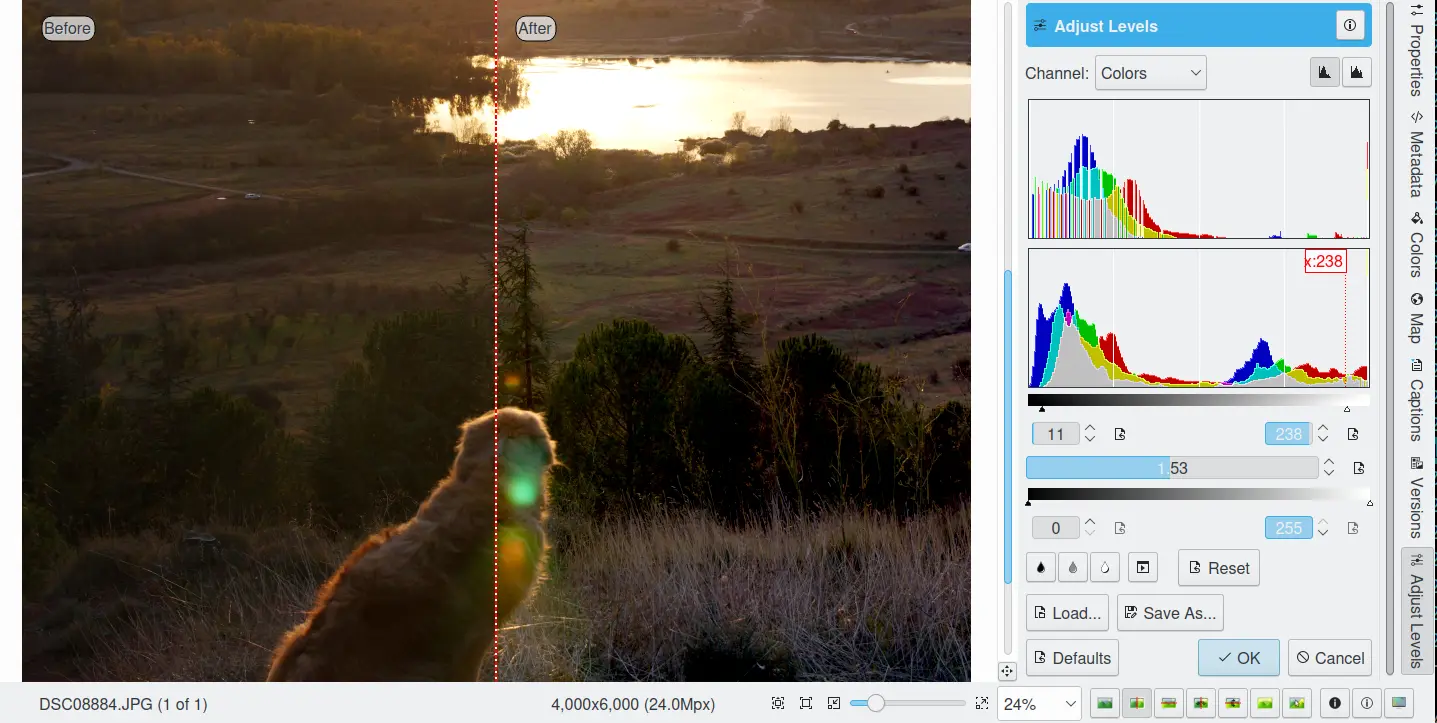 Before
After
Adjust Levels
Channel: Colors
x:238
11
238
1.53
0
255
Reset
Load...
Save As...
Defaults
OK
Cancel
Properties
Metadata
Colors
Map
Captions
Versions
Adjust Levels
DSC08884.JPG (1 of 1)
4,000x6,000 (24.0Mpx)
24%